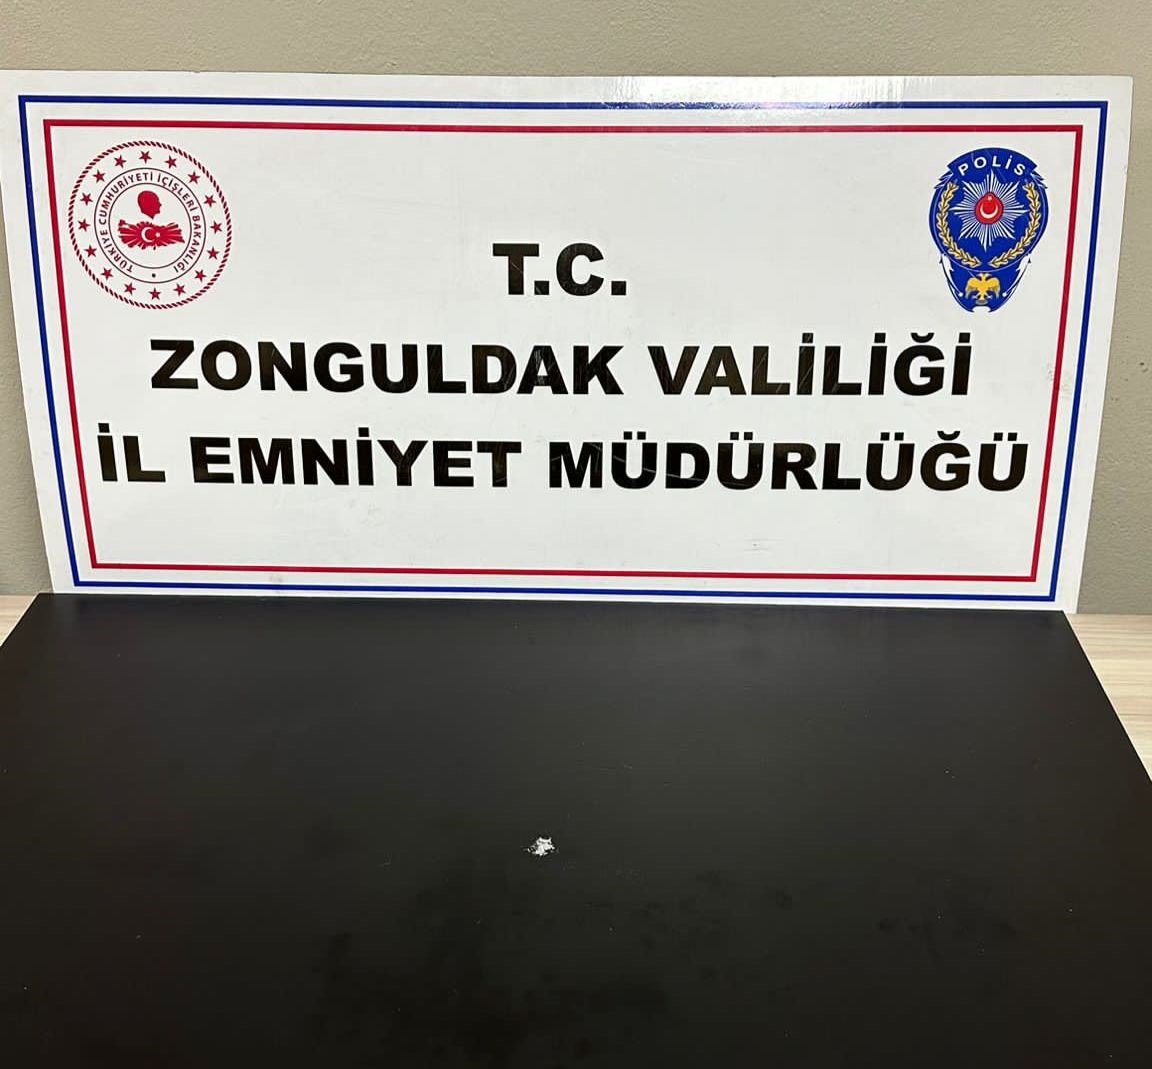 TÜRKİYE CUMHURİYETİ İÇİŞLERİ BAKANLIĞI
POLİS
T.C.
ZONGULDAK VALİLİĞİ
İL EMNİYET MÜDÜRLÜĞÜ